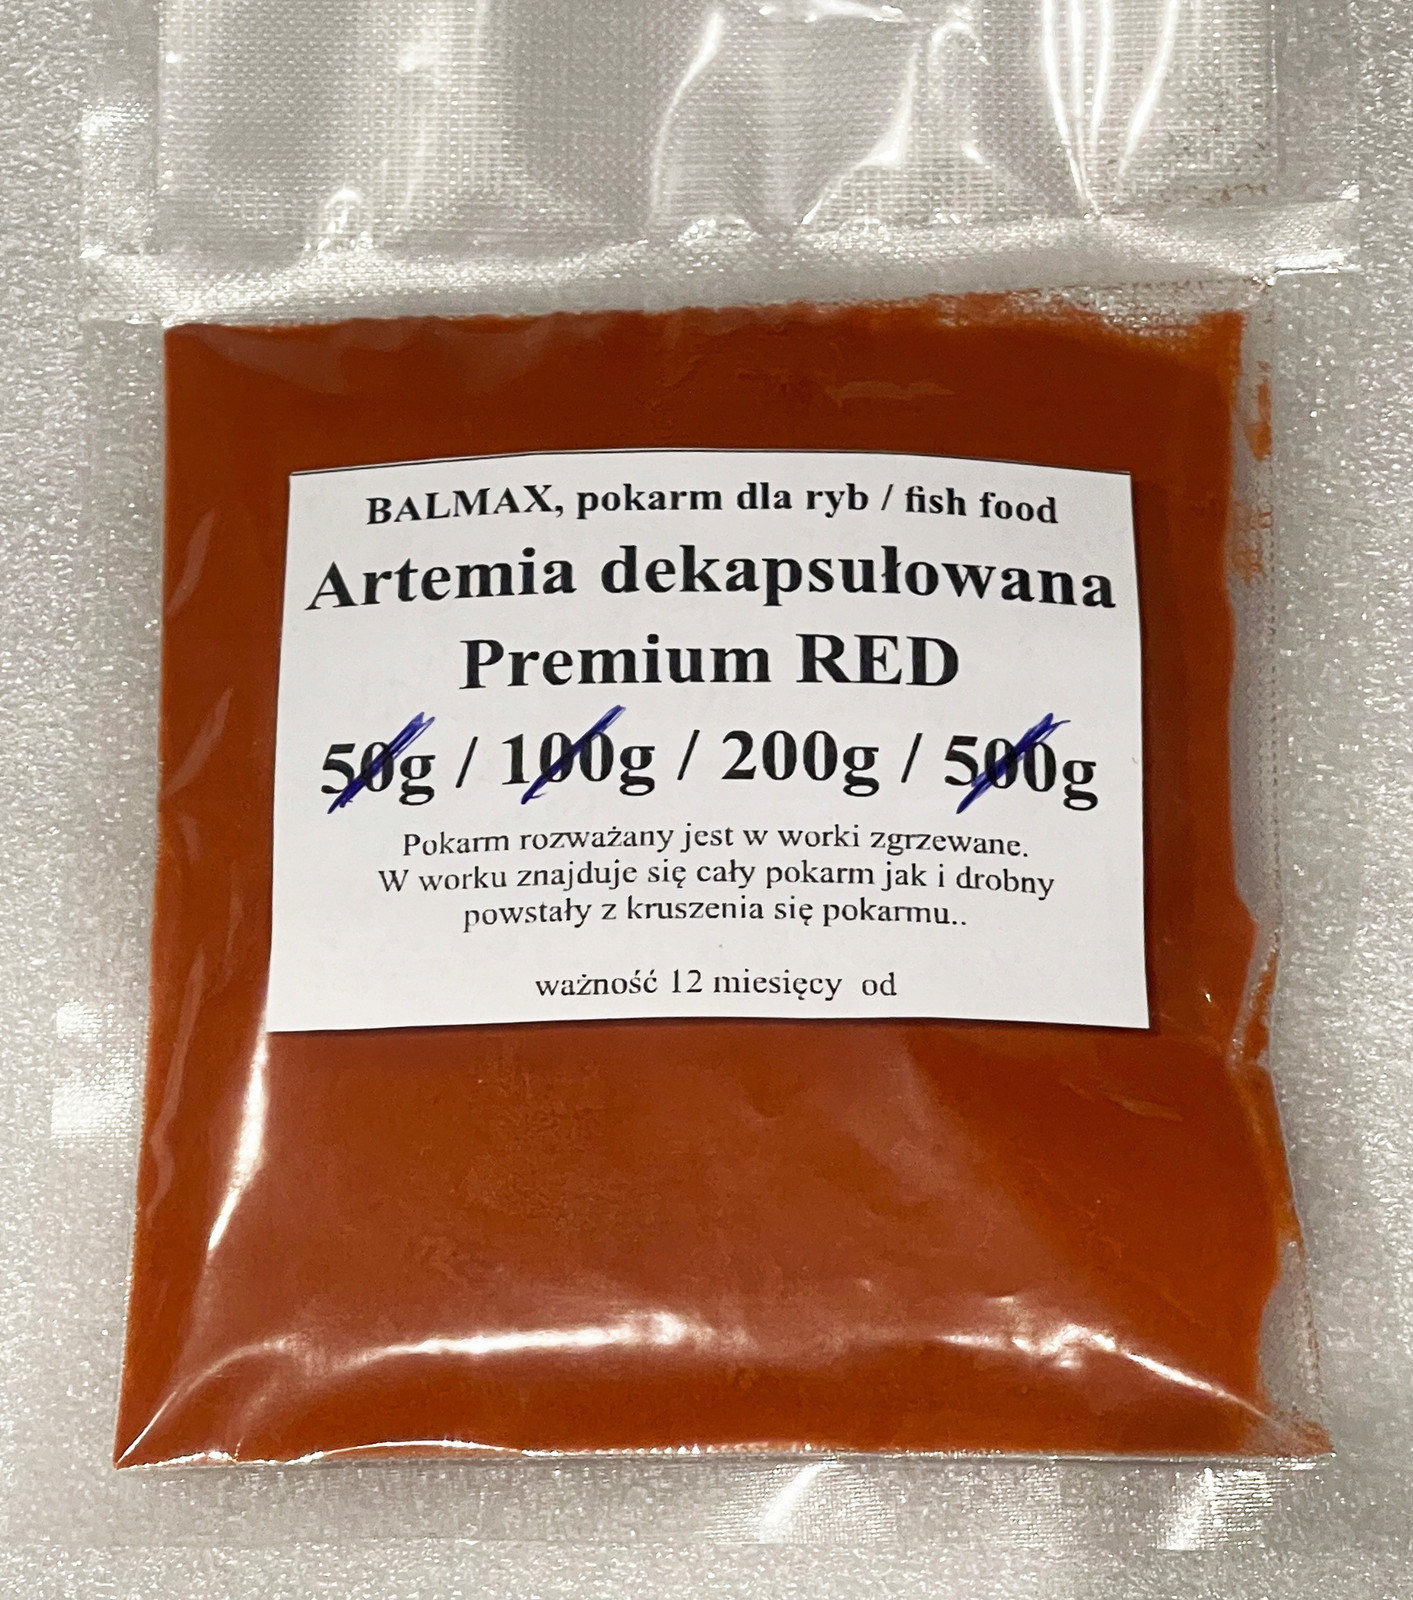 BALMAX, pokarm dla ryb / fish food
Artemia dekapsułowana
Premium RED
50g / 100g / 200g / 500g
Pokarm rozważany jest w worki zgrzewane.
W worku znajduje się cały pokarm jak i drobny
powstały z kruszenia się pokarmu..
ważność 12 miesięcy od